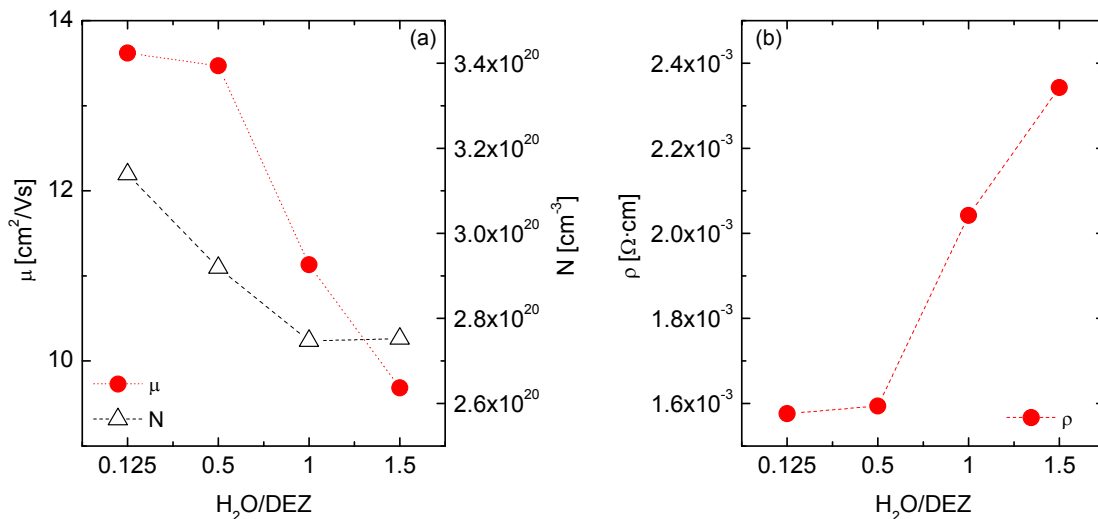 (a)
14
12
10
μ [cm²/Vs]
3.4x10²⁰
3.2x10²⁰
3.0x10²⁰
2.8x10²⁰
2.6x10²⁰
N [cm⁻³]
μ
N
0.125 0.5 1 1.5
H₂O/DEZ
(b)
2.4x10⁻³
2.2x10⁻³
2.0x10⁻³
1.8x10⁻³
1.6x10⁻³
ρ [Ω·cm]
ρ
0.125 0.5 1 1.5
H₂O/DEZ